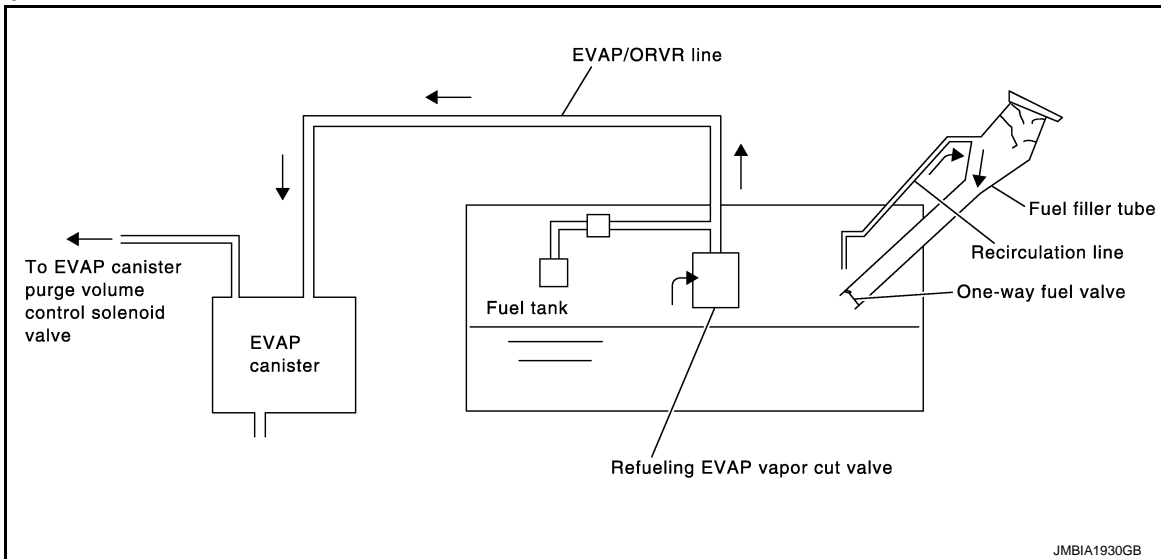 EVAP/ORVR line
Fuel filler tube
Recirculation line
One-way fuel valve
To EVAP canister
purge volume
control solenoid
valve
Fuel tank
EVAP
canister
Refueling EVAP vapor cut valve
JMBIA1930GB